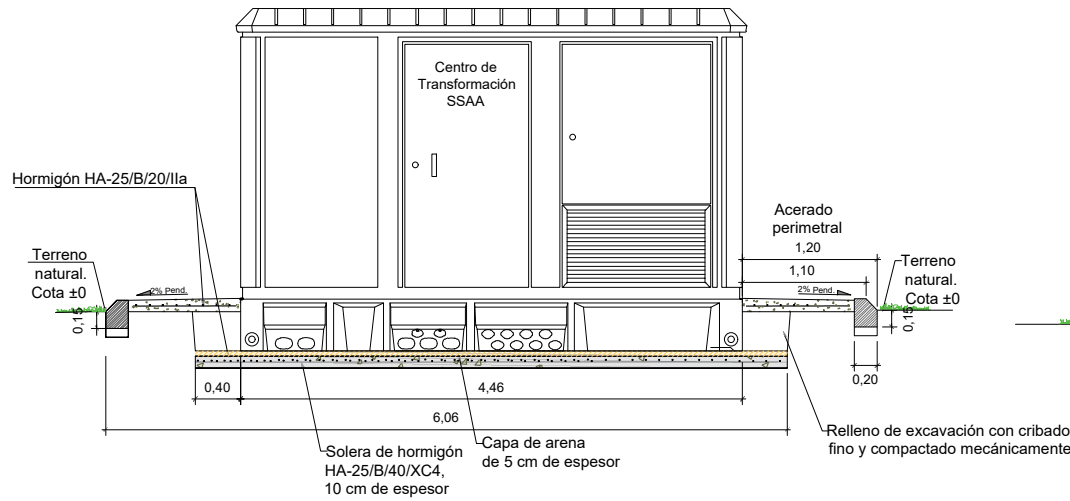 Centro de
Transformación
SSAA
Hormigón HA-25/B/20/IIa
Acerado
perimetral
1,20
1,10
Terreno
natural.
Cota ±0
2% Pend.
2% Pend.
Terreno
natural.
Cota ±0
0,15
0,15
0,40
4,46
0,20
6,06
Solera de hormigón
HA-25/B/40/XC4,
10 cm de espesor
Capa de arena
de 5 cm de espesor
Relleno de excavación con cribado
fino y compactado mecánicamente